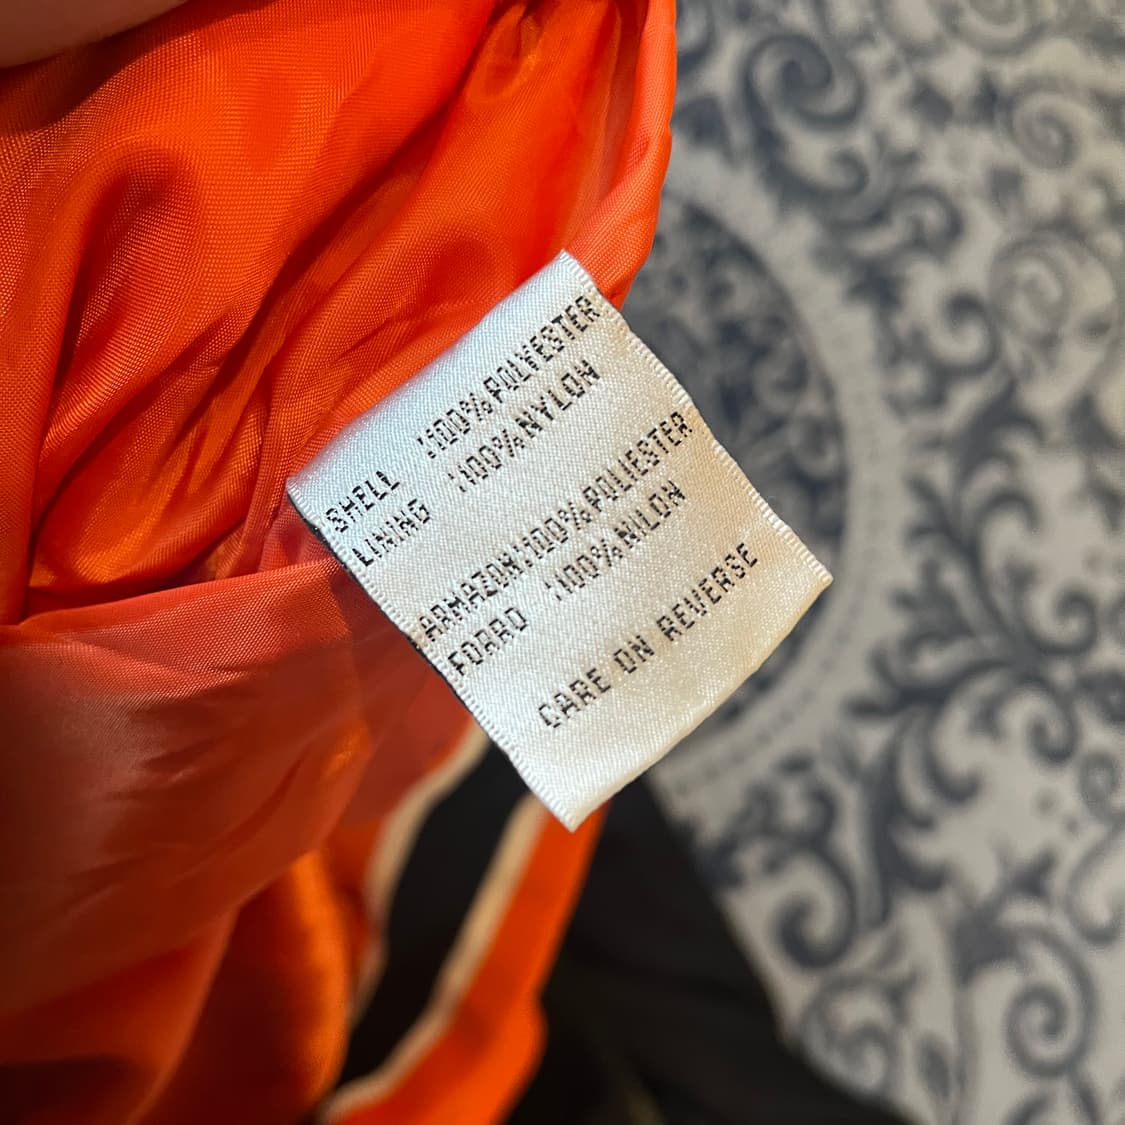 SHELL :100%POLYESTER
LINING :100%NYLON
ARMAZON:100%POLIESTER
FORRO :100%NILON
CARE ON REVERSE